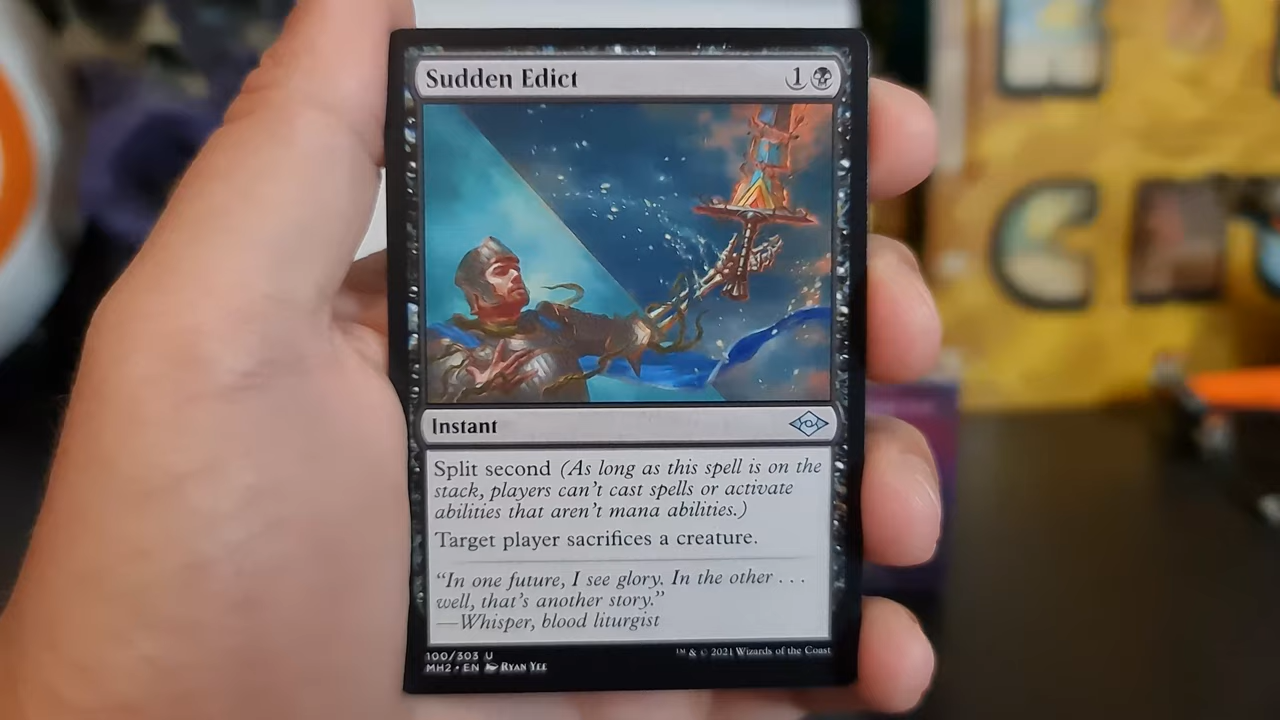 Sudden Edict 1
Instant
Split second (As long as this spell is on the
stack, players can't cast spells or activate
abilities that aren't mana abilities.)
Target player sacrifices a creature.
"In one future, I see glory. In the other . . .
well, that's another story."
—Whisper, blood liturgist
100/303 U
™ & © 2021 Wizards of the Coast
MH2 • EN Ryan Yee